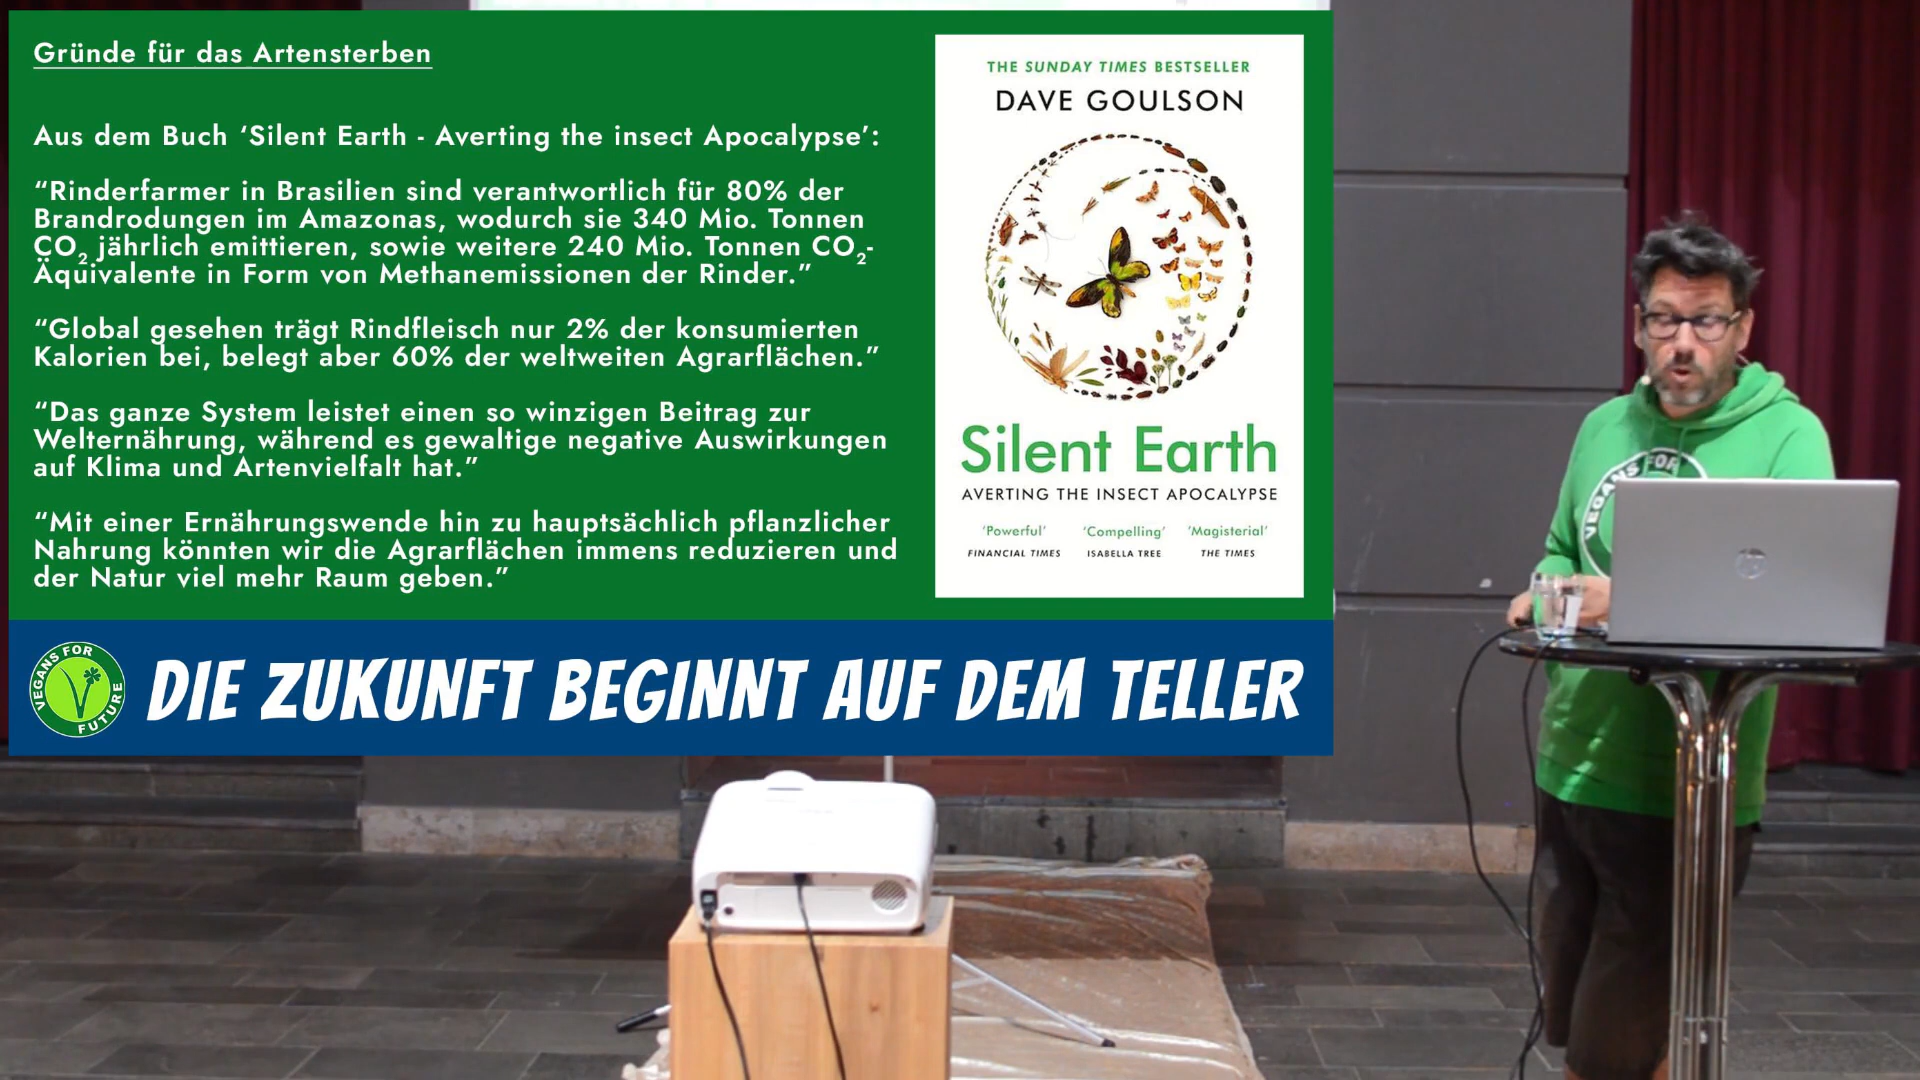 Gründe für das Artensterben
Aus dem Buch ‘Silent Earth - Averting the insect Apocalypse’:
“Rinderfarmer in Brasilien sind verantwortlich für 80% der
Brandrodungen im Amazonas, wodurch sie 340 Mio. Tonnen
CO₂ jährlich emittieren, sowie weitere 240 Mio. Tonnen CO₂-
Äquivalente in Form von Methanemissionen der Rinder.”
“Global gesehen trägt Rindfleisch nur 2% der konsumierten
Kalorien bei, belegt aber 60% der weltweiten Agrarflächen.”
“Das ganze System leistet einen so winzigen Beitrag zur
Welternährung, während es gewaltige negative Auswirkungen
auf Klima und Artenvielfalt hat.”
“Mit einer Ernährungswende hin zu hauptsächlich pflanzlicher
Nahrung könnten wir die Agrarflächen immens reduzieren und
der Natur viel mehr Raum geben.”
THE SUNDAY TIMES BESTSELLER
DAVE GOULSON
Silent Earth
AVERTING THE INSECT APOCALYPSE
‘Powerful’ ‘Compelling’ ‘Magisterial’
FINANCIAL TIMES ISABELLA TREE THE TIMES
VEGANS FOR
FUTURE
DIE ZUKUNFT BEGINNT AUF DEM TELLER
VEGANS FOR
hp